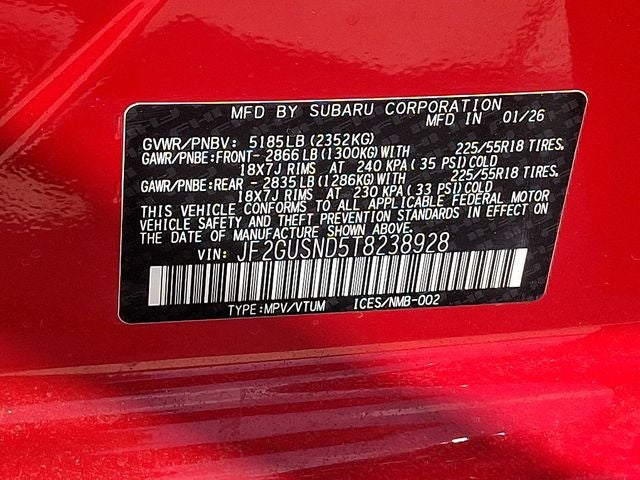 MFD BY SUBARU CORPORATION
MFD IN 01/26
GVWR/PNBV: 5185LB (2352KG)
GAWR/PNBE:FRONT- 2866 LB (1300KG) WITH 225/55R18 TIRES,
18X7J RIMS AT 240 KPA ( 35 PSI) COLD
GAWR/PNBE:REAR - 2835 LB (1286KG) WITH 225/55R18 TIRES,
18X7J RIMS AT 230 KPA ( 33 PSI) COLD
THIS VEHICLE CONFORMS TO ALL APPLICABLE FEDERAL MOTOR
VEHICLE SAFETY AND THEFT PREVENTION STANDARDS IN EFFECT ON
THE DATE OF MANUFACTURE SHOWN ABOVE.
VIN: JF2GUSND5T8238928
TYPE:MPV/VTUM ICES/NMB-002